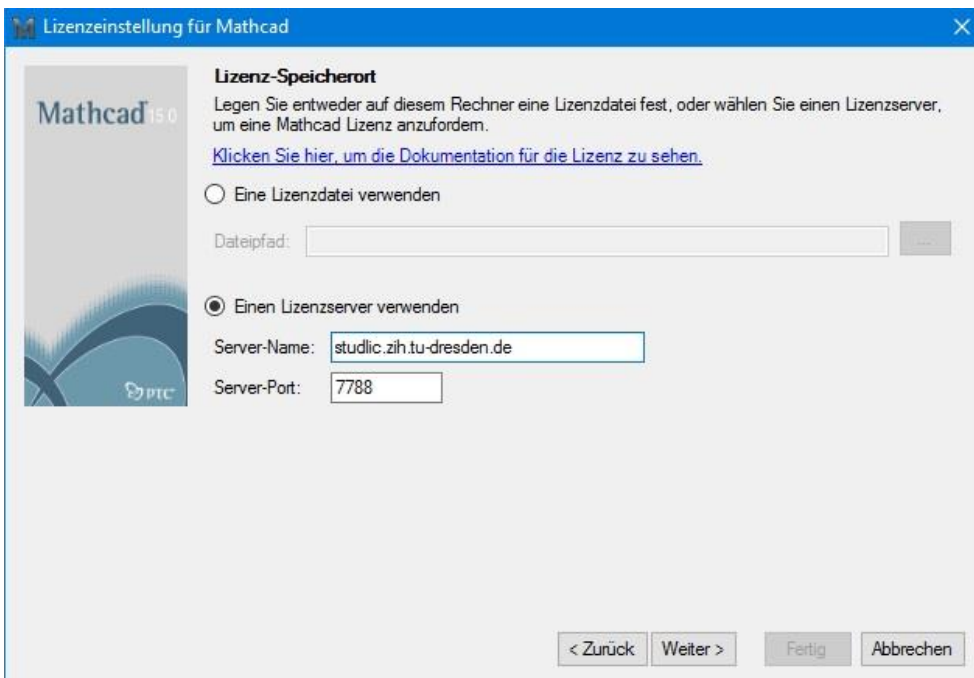 Lizenzeinstellung für Mathcad
Mathcad 15.0
Lizenz-Speicherort
Legen Sie entweder auf diesem Rechner eine Lizenzdatei fest, oder wählen Sie einen Lizenzserver,
um eine Mathcad Lizenz anzufordern.
Klicken Sie hier, um die Dokumentation für die Lizenz zu sehen.
Eine Lizenzdatei verwenden
Dateipfad:
...
Einen Lizenzserver verwenden
Server-Name: studlic.zih.tu-dresden.de
Server-Port: 7788
PTC
< Zurück Weiter > Fertig Abbrechen